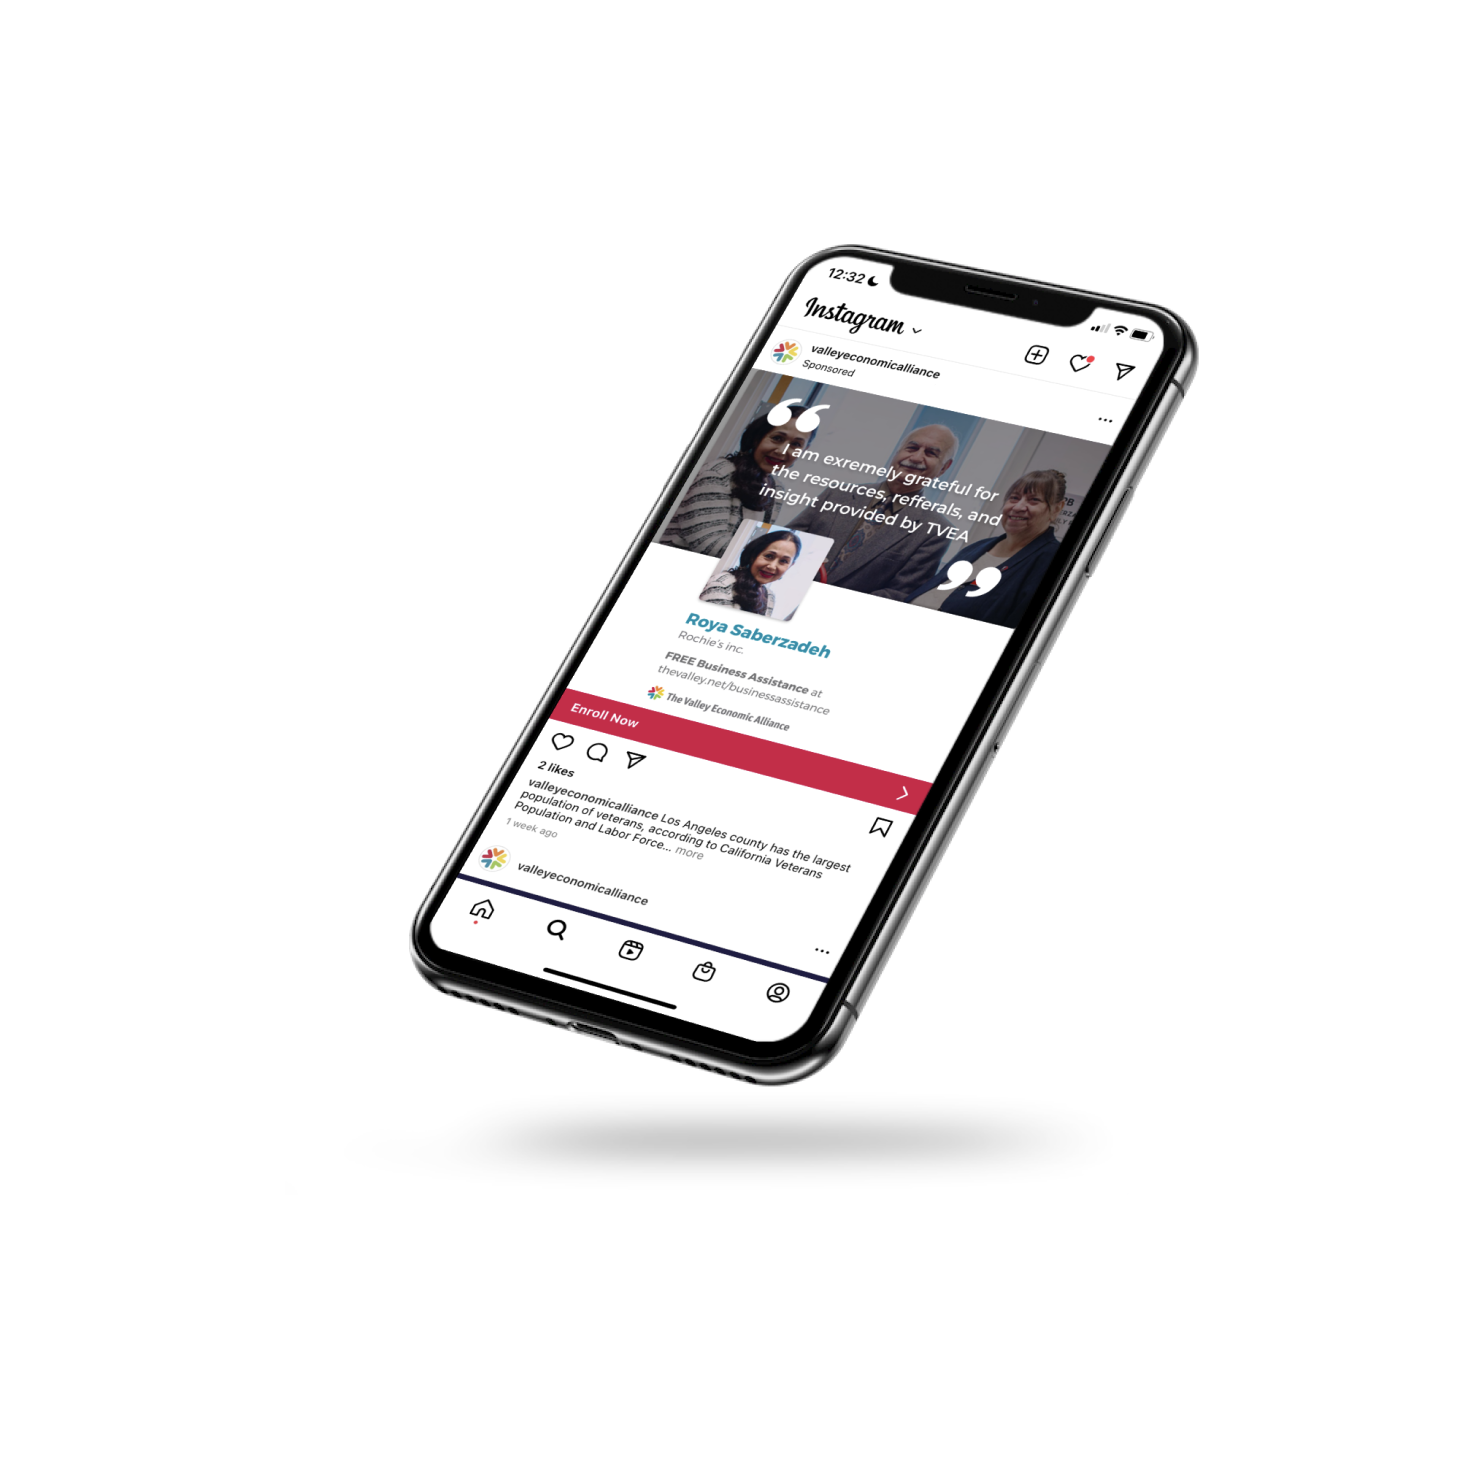 12:32
Instagram
valleyeconomicalliance
Sponsored
I am exremely grateful for
the resources, refferals, and
insight provided by TVEA
Roya Saberzadeh
Rochie's inc.
FREE Business Assistance at
thevalley.net/businessassistance
The Valley Economic Alliance
Enroll Now
2 likes
valleyeconomicalliance Los Angeles county has the largest
population of veterans, according to California Veterans
Population and Labor Force... more
1 week ago
valleyeconomicalliance